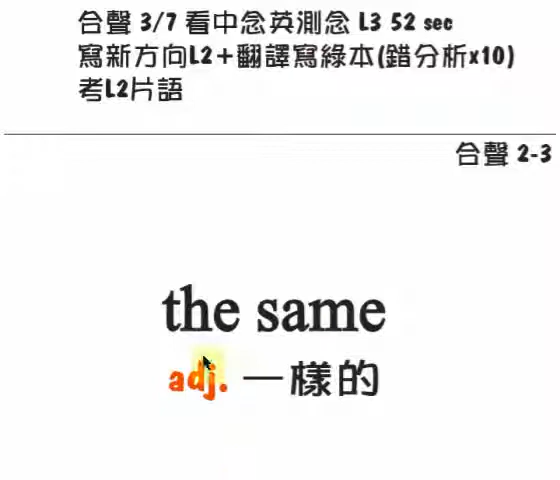 合聲 3/7 看中念英測念 L3 52 sec
寫新方向L2+翻譯寫綠本(錯分析x10)
考L2片語
合聲 2-3
the same
adj. 一樣的